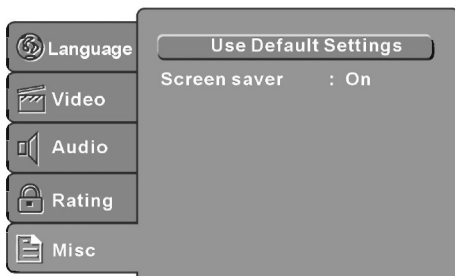 Language
Video
Audio
Rating
Misc
Use Default Settings
Screen saver : On